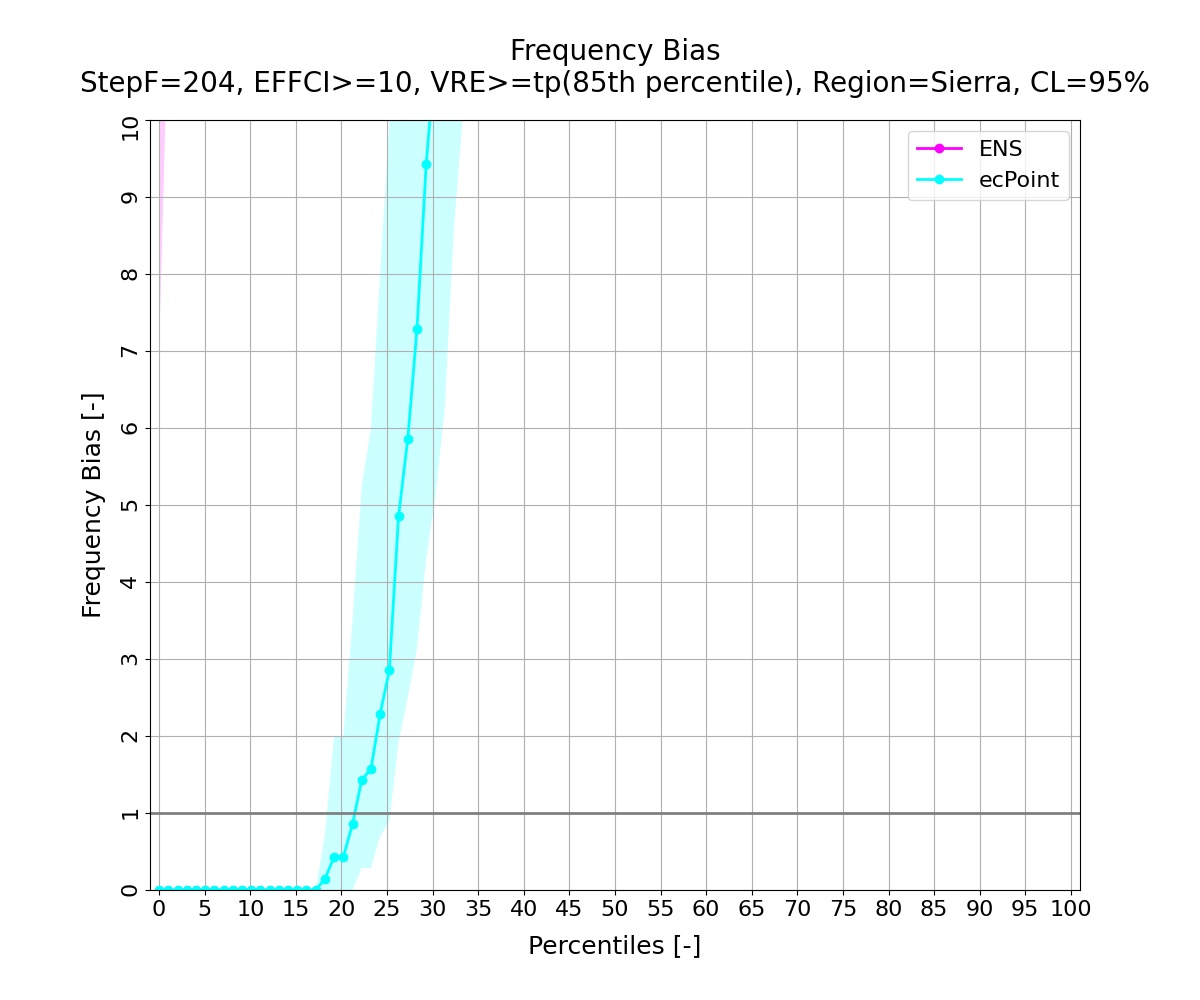 Frequency Bias
StepF=204, EFFCI>=10, VRE>=tp(85th percentile), Region=Sierra, CL=95%
ENS
ecPoint
10
9
8
7
6
5
4
3
2
1
0
Frequency Bias [-]
0 5 10 15 20 25 30 35 40 45 50 55 60 65 70 75 80 85 90 95 100
Percentiles [-]